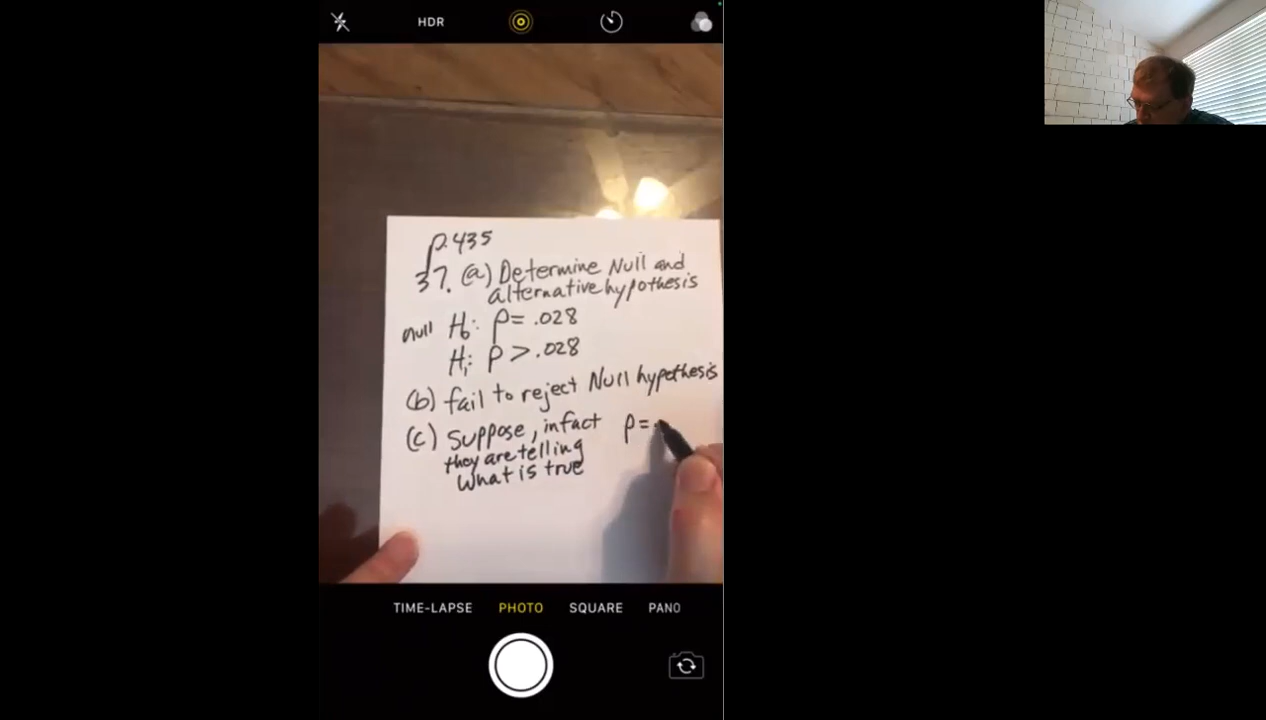 HDR
p.435
37. (a) Determine Null and
alternative hypothesis
null H₀: p = .028
H₁: p > .028
(b) fail to reject Null hypothesis
(c) Suppose, infact p = .
they are telling
what is true
TIME-LAPSE PHOTO SQUARE PANO